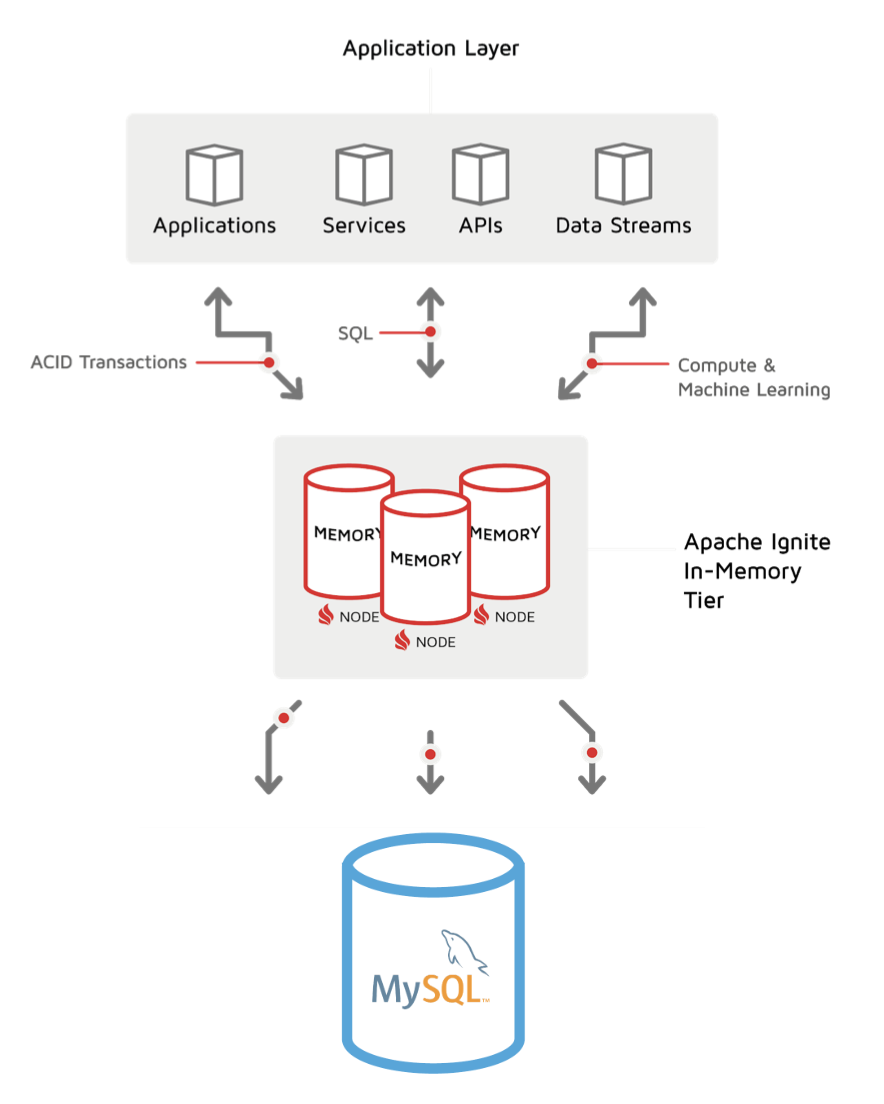 Application Layer
Applications
Services
APIs
Data Streams
SQL
ACID Transactions
Compute &
Machine Learning
MEMORY
MEMORY
MEMORY
Apache Ignite
In-Memory
Tier
NODE
NODE
NODE
MySQL™